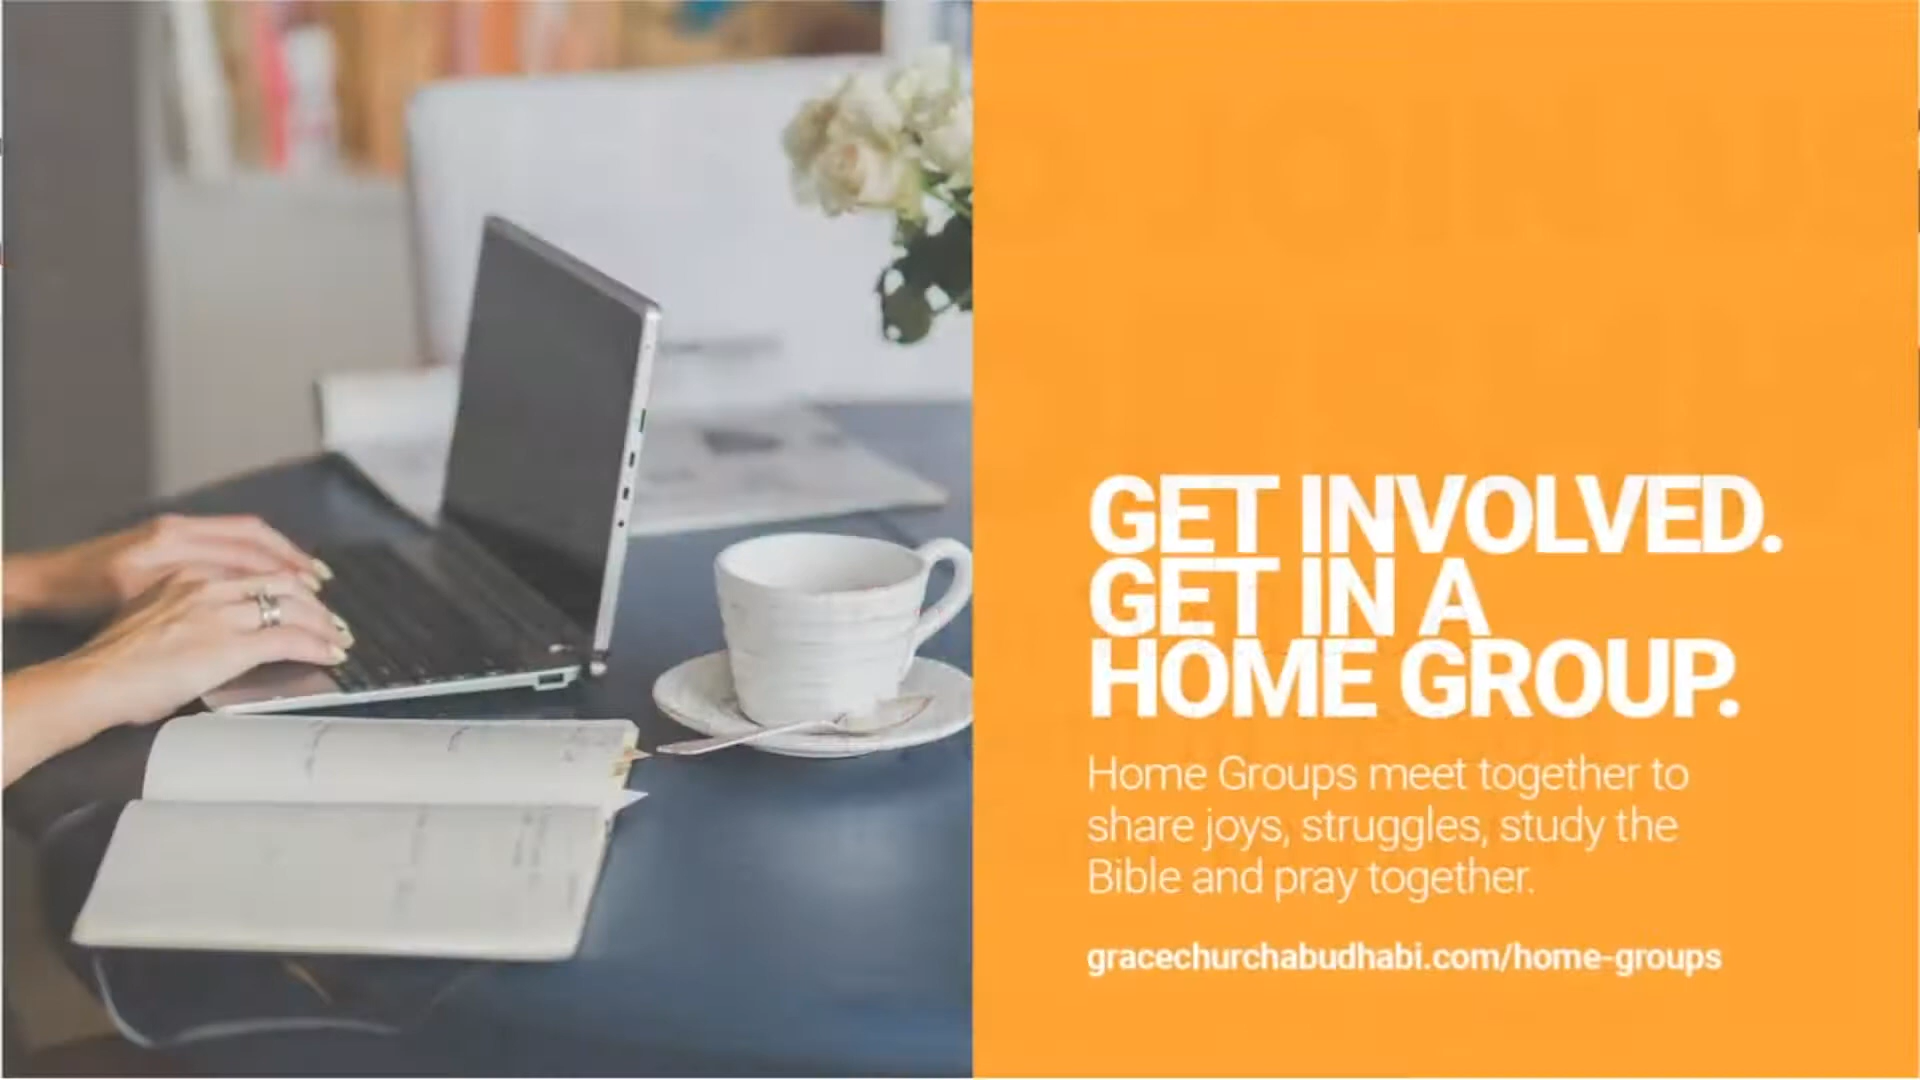 GET INVOLVED.
GET IN A
HOME GROUP.
Home Groups meet together to
share joys, struggles, study the
Bible and pray together.
gracechurchabudhabi.com/home-groups